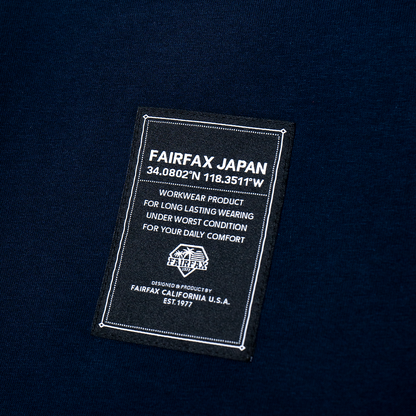 FAIRFAX JAPAN
34.0802°N 118.3511°W
WORKWEAR PRODUCT
FOR LONG LASTING WEARING
UNDER WORST CONDITION
FOR YOUR DAILY COMFORT
FAIRFAX
DESIGNED & PRODUCT BY
FAIRFAX CALIFORNIA U.S.A.
EST.1977